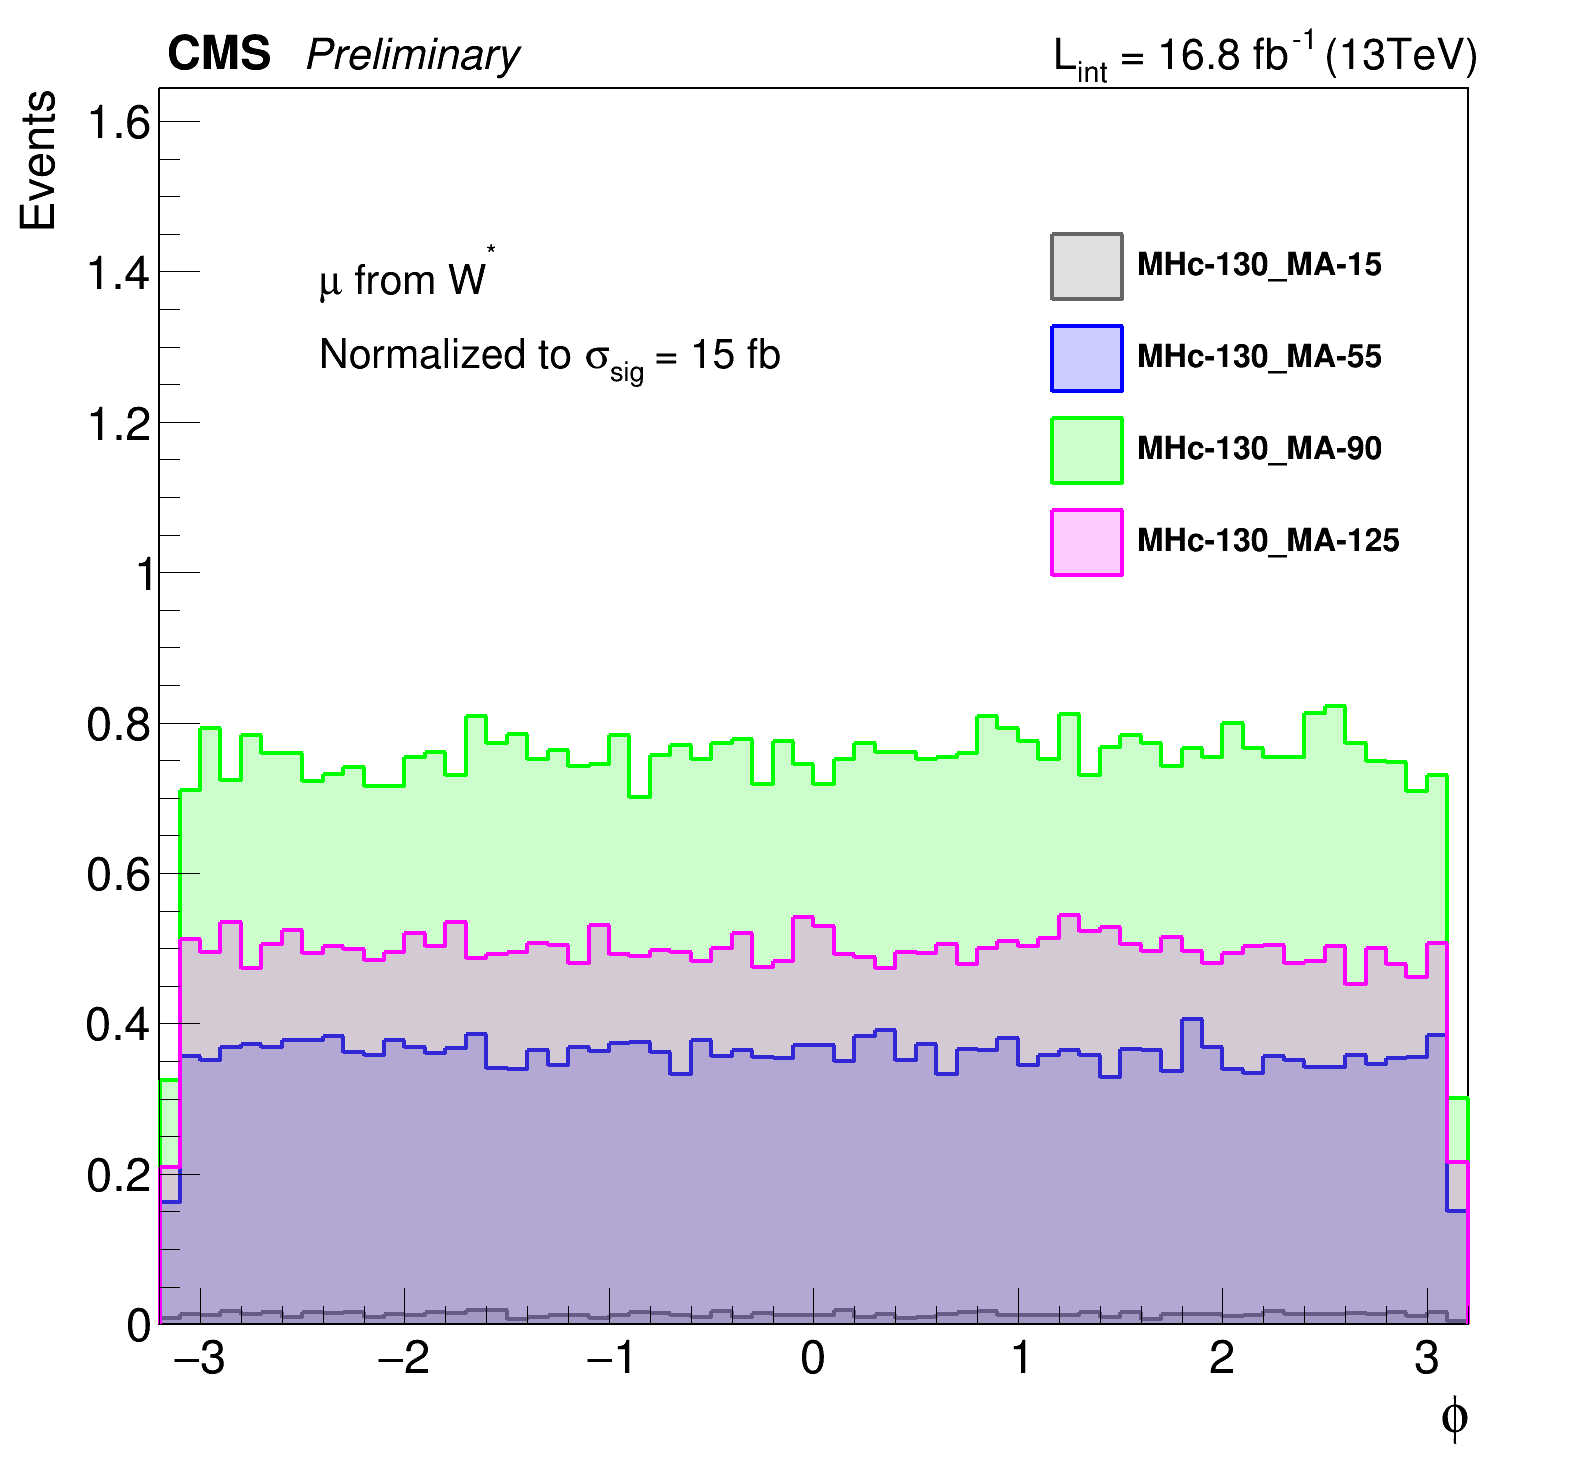 CMS Preliminary
L_int = 16.8 fb^-1 (13TeV)
Events
1.6
1.4
1.2
1
0.8
0.6
0.4
0.2
0
μ from W^*
Normalized to σ_sig = 15 fb
MHc-130_MA-15
MHc-130_MA-55
MHc-130_MA-90
MHc-130_MA-125
−3 −2 −1 0 1 2 3
ϕ